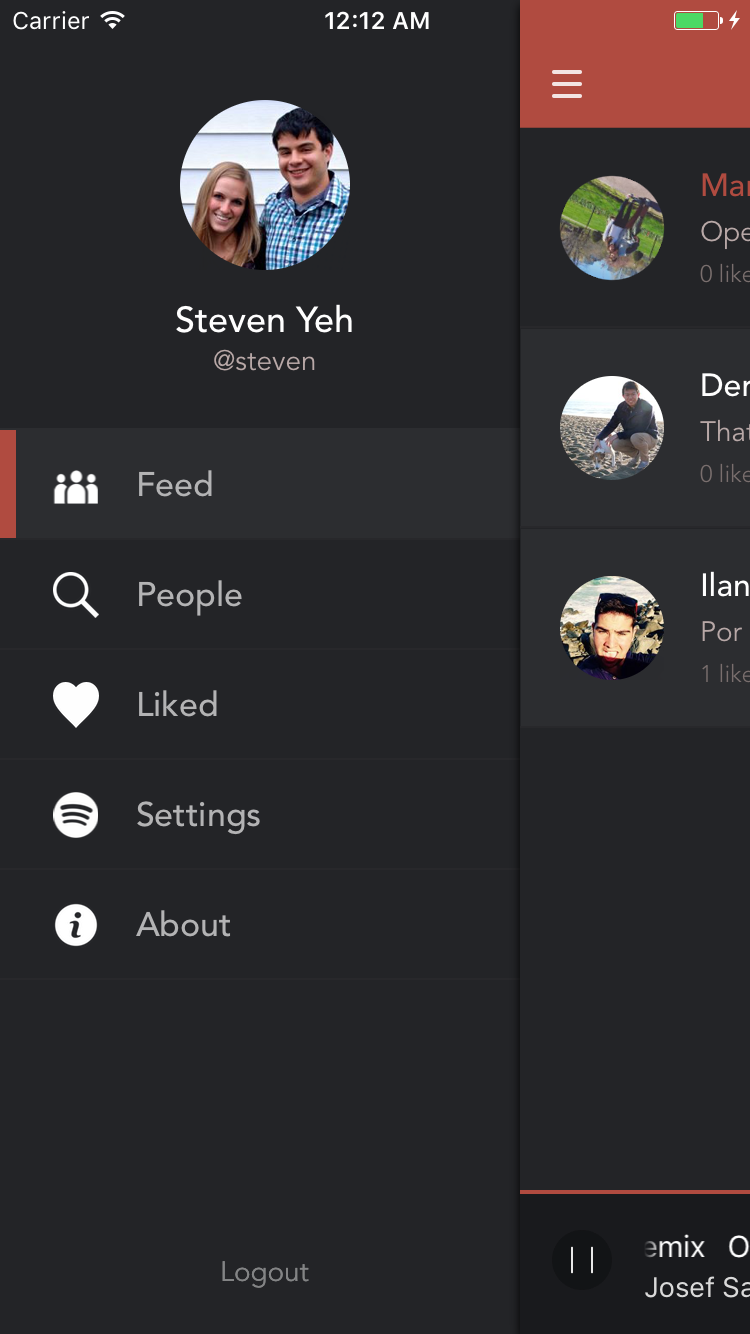 Carrier 12:12 AM
Steven Yeh
@steven
Feed
People
Liked
Settings
About
Logout
Mar
Ope
0 like
Der
That
0 like
Ilan
Por
1 like
emix O
Josef Sa